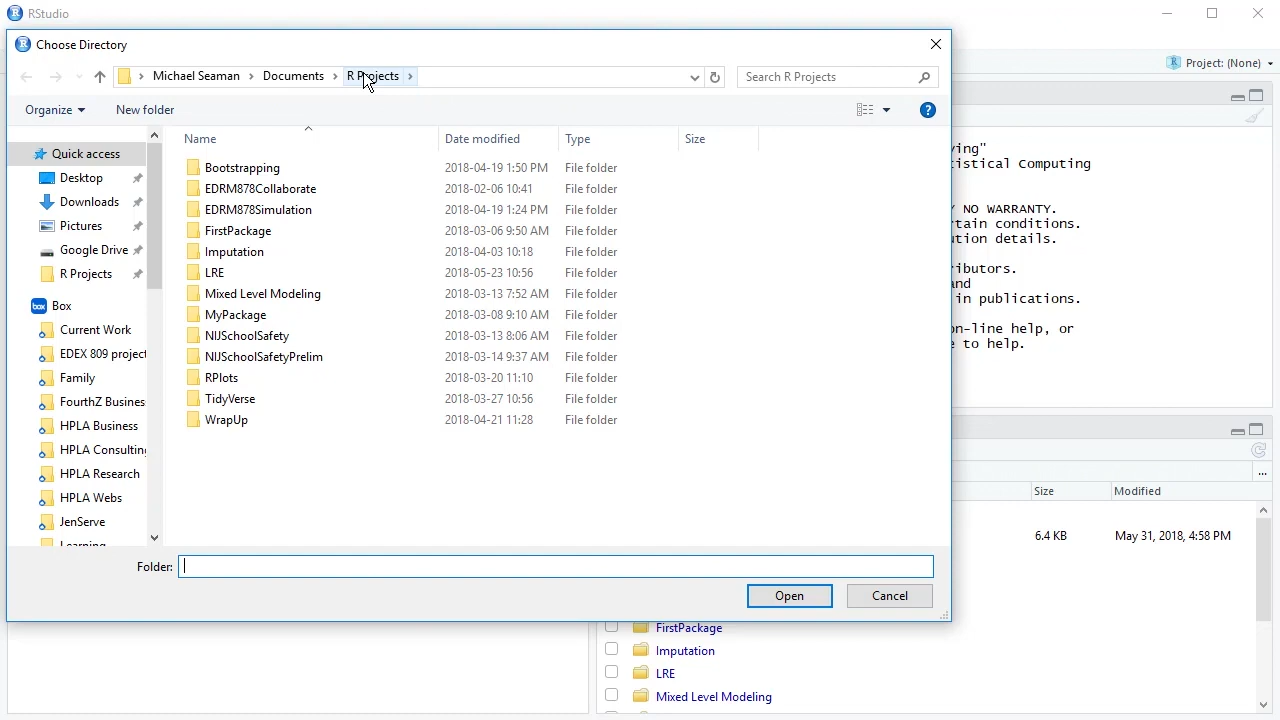 RStudio
Choose Directory
Michael Seaman Documents R Projects
Search R Projects
Project: (None)
Organize New folder
Name Date modified Type Size
Quick access
Desktop
Downloads
Pictures
Google Drive
R Projects
Box
Current Work
EDEX 809 project
Family
FourthZ Busines
HPLA Business
HPLA Consulting
HPLA Research
HPLA Webs
JenServe
Learning
Bootstrapping 2018-04-19 1:50 PM File folder
EDRM878Collaborate 2018-02-06 10:41 File folder
EDRM878Simulation 2018-04-19 1:24 PM File folder
FirstPackage 2018-03-06 9:50 AM File folder
Imputation 2018-04-03 10:18 File folder
LRE 2018-05-23 10:56 File folder
Mixed Level Modeling 2018-03-13 7:52 AM File folder
MyPackage 2018-03-08 9:10 AM File folder
NIJSchoolSafety 2018-03-13 8:06 AM File folder
NIJSchoolSafetyPrelim 2018-03-14 9:37 AM File folder
RPlots 2018-03-20 11:10 File folder
TidyVerse 2018-03-27 10:56 File folder
WrapUp 2018-04-21 11:28 File folder
Folder:
Open Cancel
ying"
tistical Computing
NO WARRANTY.
tain conditions.
ution details.
ibutors.
and
in publications.
on-line help, or
e to help.
...
Size Modified
6.4 KB May 31, 2018, 4:58 PM
FirstPackage
Imputation
LRE
Mixed Level Modeling